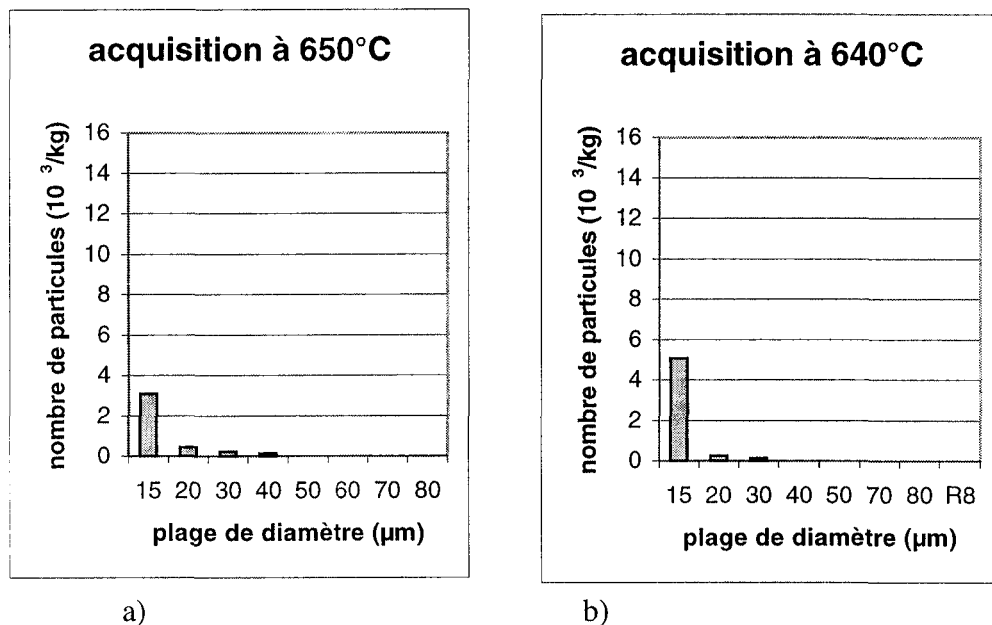 acquisition à 650°C
nombre de particules (10 ³/kg)
16
14
12
10
8
6
4
2
0
15 20 30 40 50 60 70 80
plage de diamètre (µm)
a)
acquisition à 640°C
nombre de particules (10 ³/kg)
16
14
12
10
8
6
4
2
0
15 20 30 40 50 70 80 R8
plage de diamètre (µm)
b)